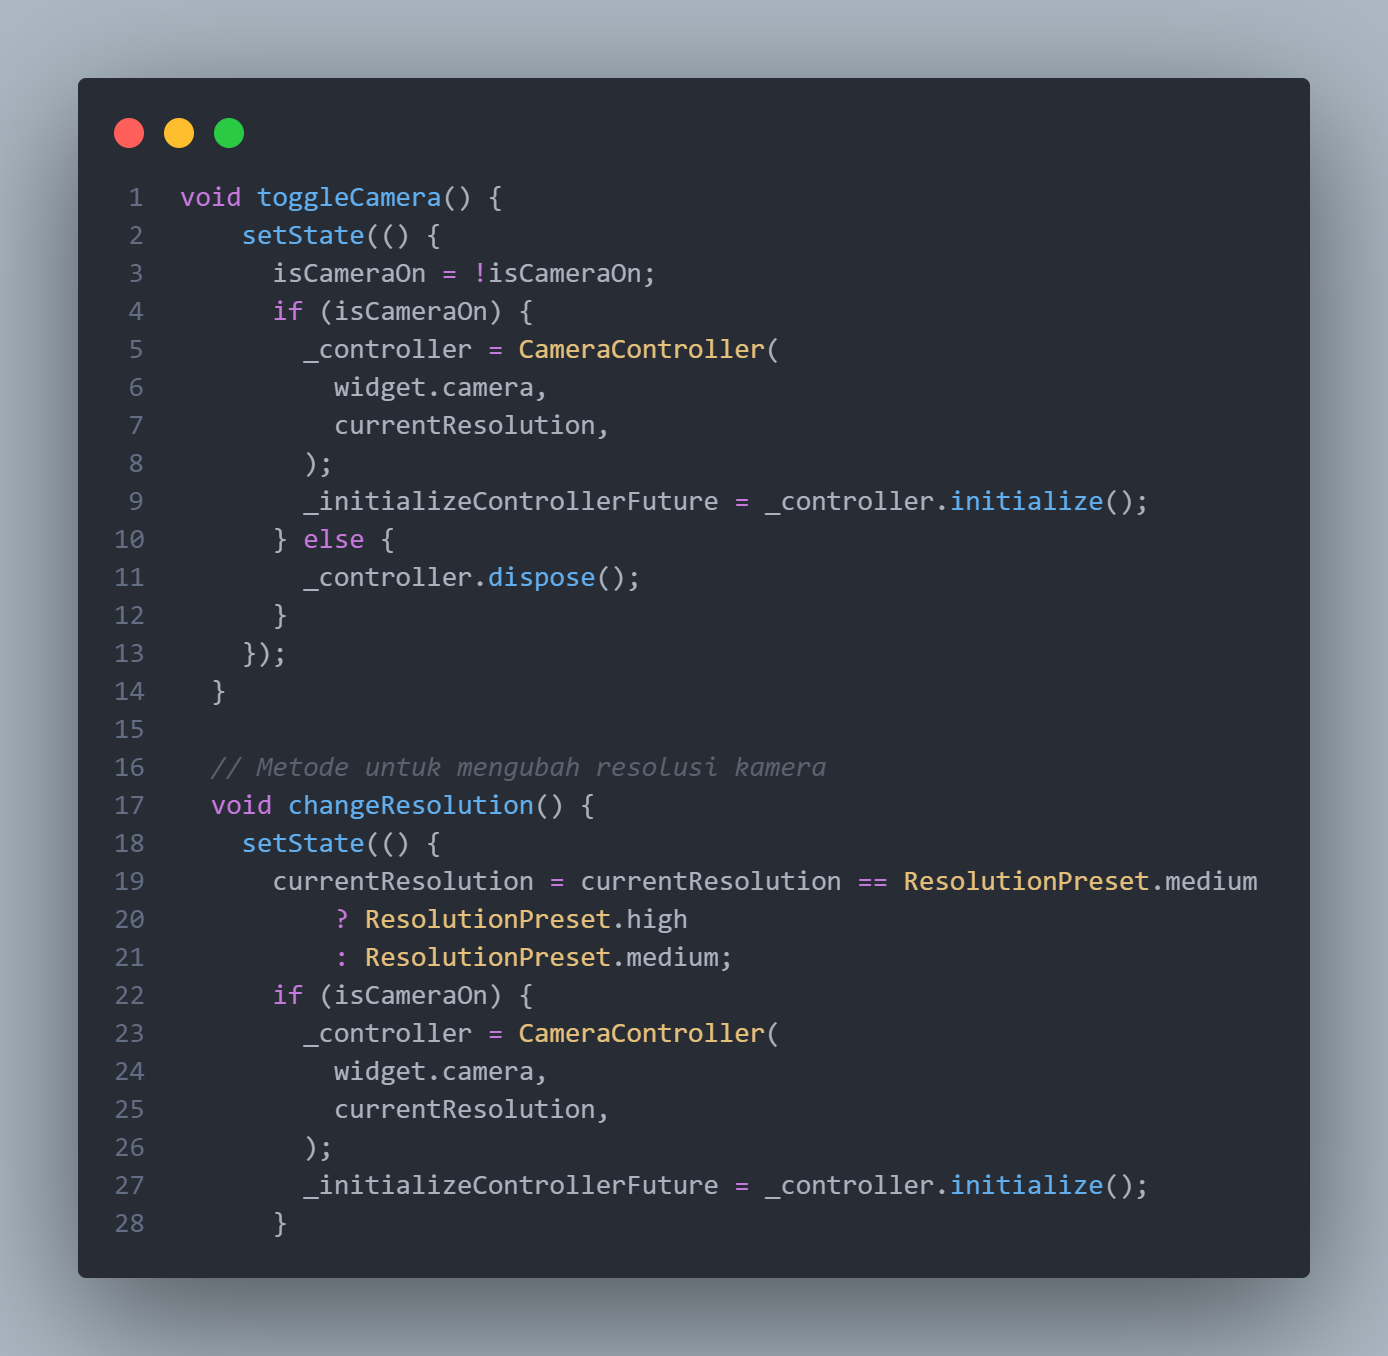 1 void toggleCamera() {
2     setState(() {
3       isCameraOn = !isCameraOn;
4       if (isCameraOn) {
5         _controller = CameraController(
6           widget.camera,
7           currentResolution,
8         );
9         _initializeControllerFuture = _controller.initialize();
10       } else {
11         _controller.dispose();
12       }
13     });
14   }
15
16   // Metode untuk mengubah resolusi kamera
17   void changeResolution() {
18     setState(() {
19       currentResolution = currentResolution == ResolutionPreset.medium
20           ? ResolutionPreset.high
21           : ResolutionPreset.medium;
22       if (isCameraOn) {
23         _controller = CameraController(
24           widget.camera,
25           currentResolution,
26         );
27         _initializeControllerFuture = _controller.initialize();
28       }